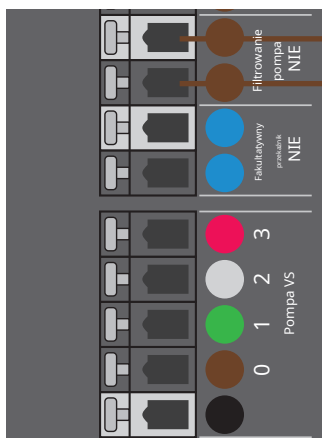 Filtrowanie
pompa
NIE
Fakultatywny
przekaźnik
NIE
3
2
1
0
Pompa VS